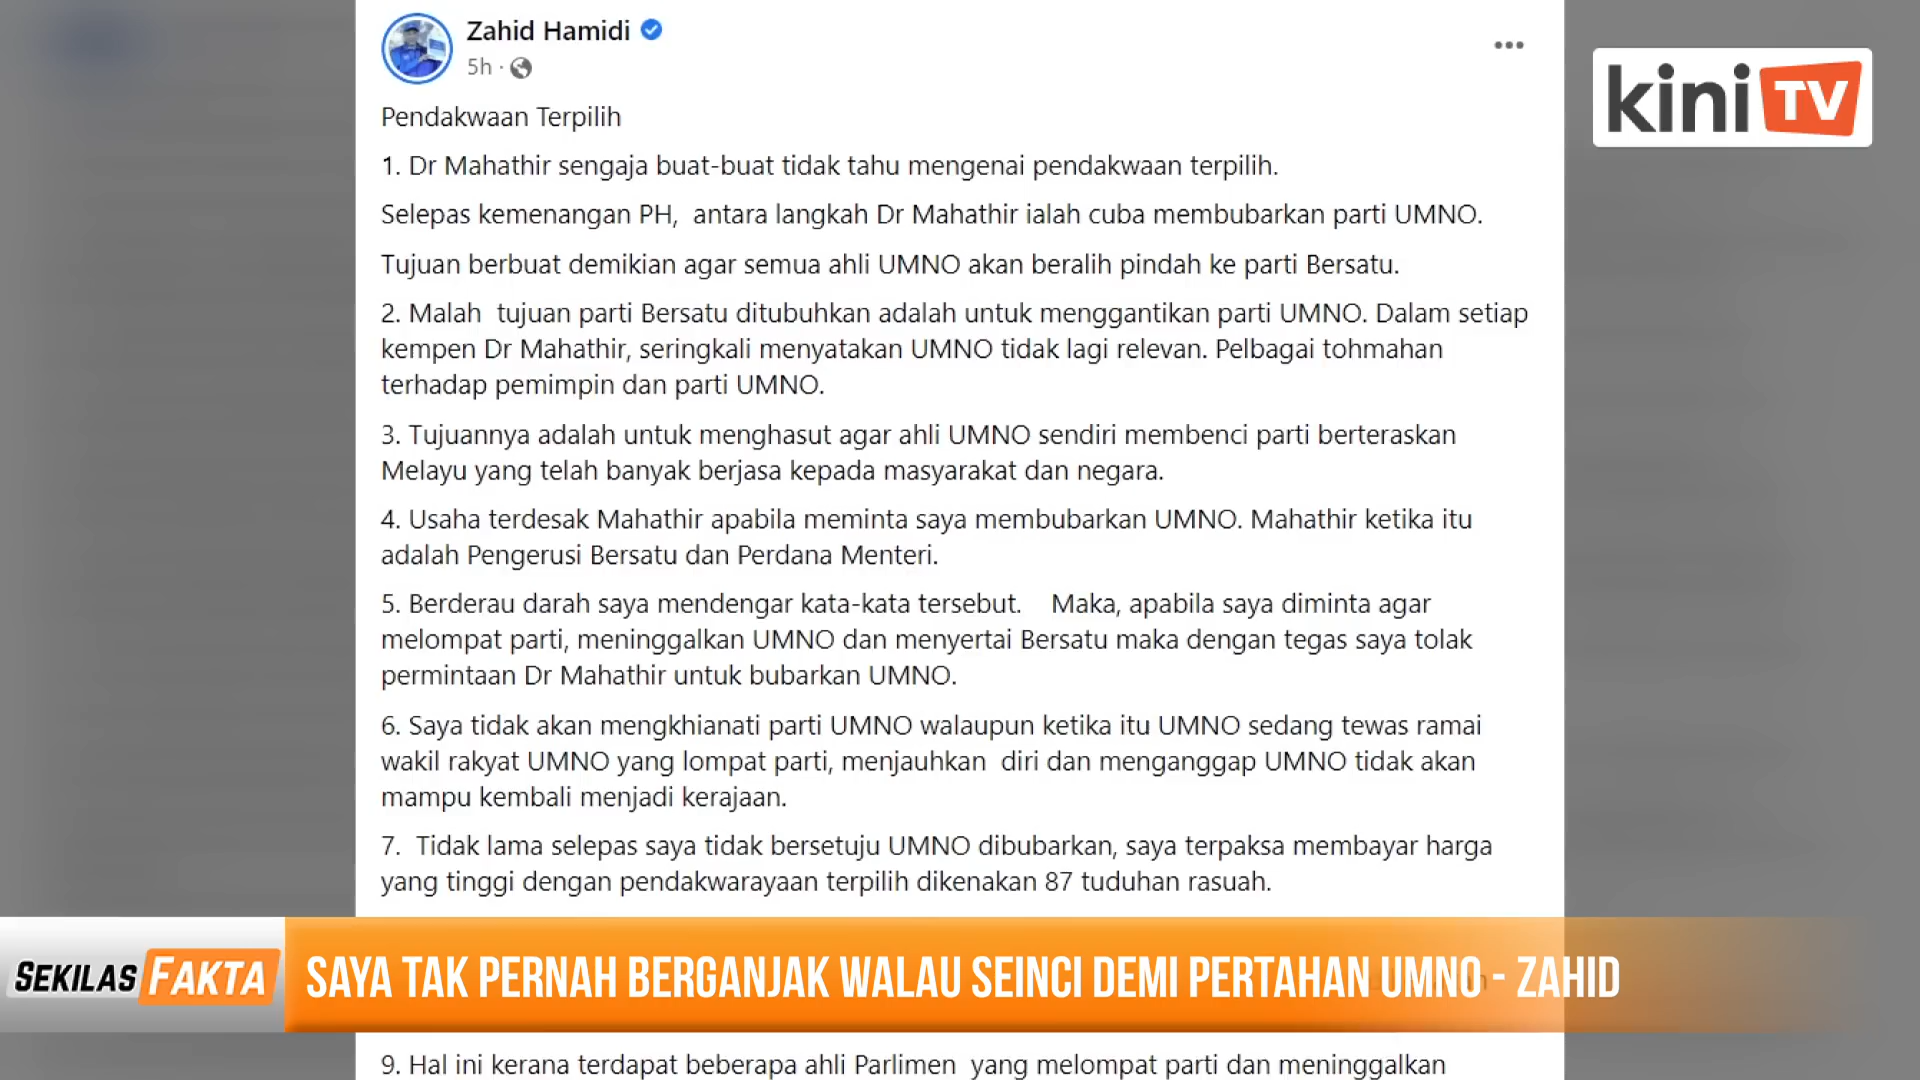 Zahid Hamidi
5h ·
kini TV
Pendakwaan Terpilih
1. Dr Mahathir sengaja buat-buat tidak tahu mengenai pendakwaan terpilih.
Selepas kemenangan PH,  antara langkah Dr Mahathir ialah cuba membubarkan parti UMNO.
Tujuan berbuat demikian agar semua ahli UMNO akan beralih pindah ke parti Bersatu.
2. Malah  tujuan parti Bersatu ditubuhkan adalah untuk menggantikan parti UMNO. Dalam setiap
kempen Dr Mahathir, seringkali menyatakan UMNO tidak lagi relevan. Pelbagai tohmahan
terhadap pemimpin dan parti UMNO.
3. Tujuannya adalah untuk menghasut agar ahli UMNO sendiri membenci parti berteraskan
Melayu yang telah banyak berjasa kepada masyarakat dan negara.
4. Usaha terdesak Mahathir apabila meminta saya membubarkan UMNO. Mahathir ketika itu
adalah Pengerusi Bersatu dan Perdana Menteri.
5. Berderau darah saya mendengar kata-kata tersebut.    Maka, apabila saya diminta agar
melompat parti, meninggalkan UMNO dan menyertai Bersatu maka dengan tegas saya tolak
permintaan Dr Mahathir untuk bubarkan UMNO.
6. Saya tidak akan mengkhianati parti UMNO walaupun ketika itu UMNO sedang tewas ramai
wakil rakyat UMNO yang lompat parti, menjauhkan  diri dan menganggap UMNO tidak akan
mampu kembali menjadi kerajaan.
7.  Tidak lama selepas saya tidak bersetuju UMNO dibubarkan, saya terpaksa membayar harga
yang tinggi dengan pendakwarayaan terpilih dikenakan 87 tuduhan rasuah.
SEKILAS FAKTA
SAYA TAK PERNAH BERGANJAK WALAU SEINCI DEMI PERTAHAN UMNO - ZAHID
9. Hal ini kerana terdapat beberapa ahli Parlimen  yang melompat parti dan meninggalkan